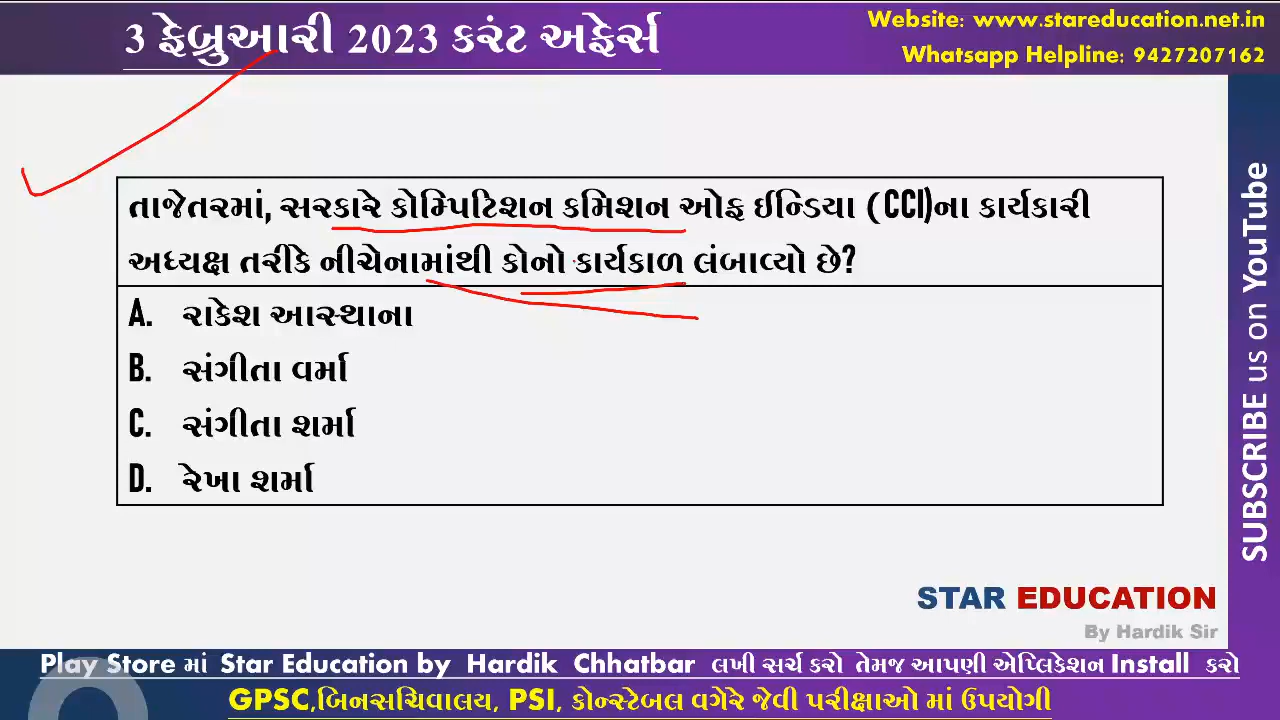 3 ફેબ્રુઆરી 2023 કરંટ અફેર્સ
Website: www.stareducation.net.in
Whatsapp Helpline: 9427207162
તાજેતરમાં, સરકારે કોમ્પિટિશન કમિશન ઓફ ઈન્ડિયા (CCI)ના કાર્યકારી
અધ્યક્ષ તરીકે નીચેનામાંથી કોનો કાર્યકાળ લંબાવ્યો છે?
A. રાકેશ આસ્થાના
B. સંગીતા વર્મા
C. સંગીતા શર્મા
D. રેખા શર્મા
SUBSCRIBE us on YouTube
STAR EDUCATION
By Hardik Sir
Play Store માં Star Education by Hardik Chhatbar લખી સર્ચ કરો તેમજ આપણી એપ્લિકેશન Install કરો
GPSC,બિનસચિવાલય, PSI, કોન્સ્ટેબલ વગેરે જેવી પરીક્ષાઓ માં ઉપયોગી